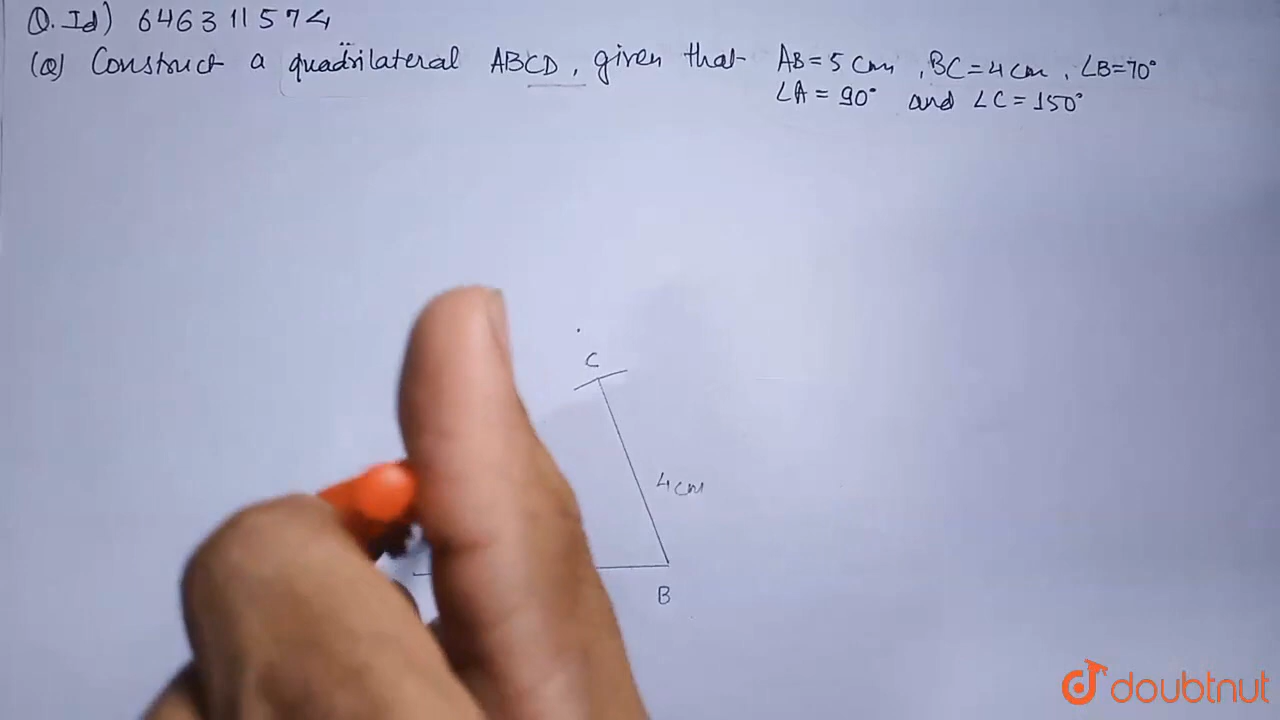 Q.Id) 646311574
(Q) Construct a quadrilateral ABCD, given that AB=5 cm, BC=4 cm, ∠B=70°
∠A = 90° and ∠C = 150°
C
4 cm
B
doubtnut